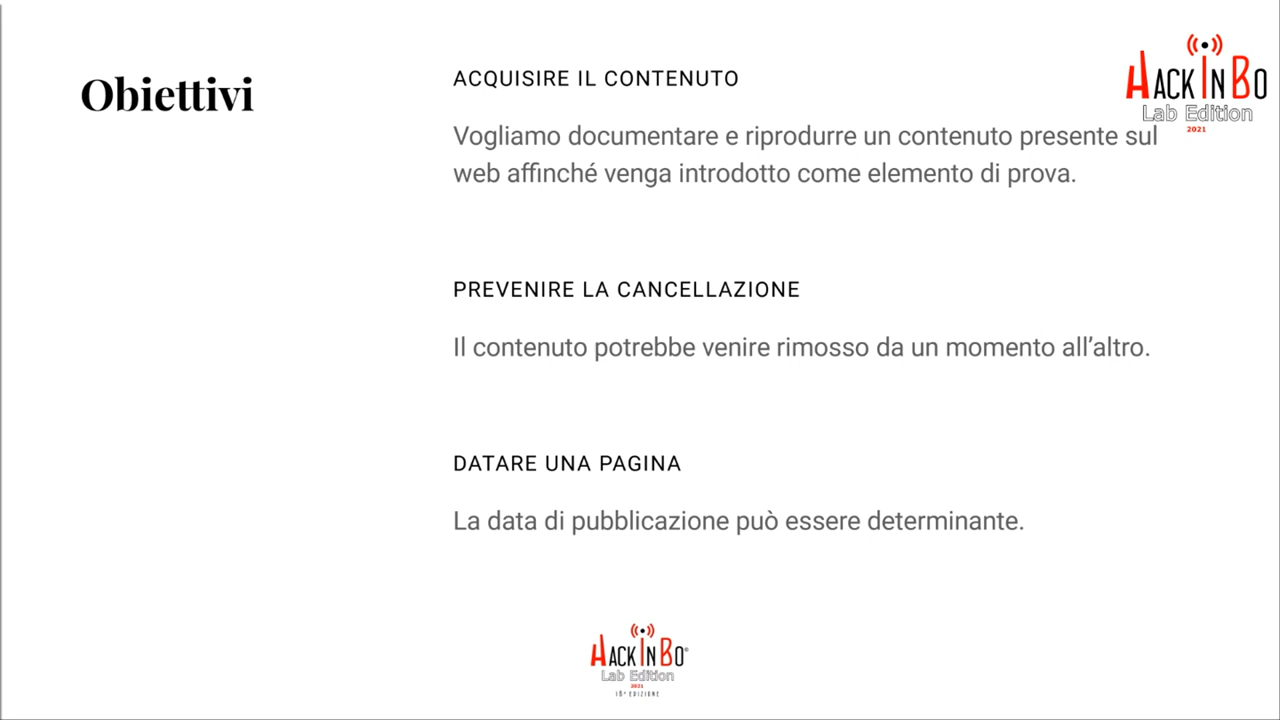 Obiettivi
ACQUISIRE IL CONTENUTO
Vogliamo documentare e riprodurre un contenuto presente sul
web affinché venga introdotto come elemento di prova.
PREVENIRE LA CANCELLAZIONE
Il contenuto potrebbe venire rimosso da un momento all’altro.
DATARE UNA PAGINA
La data di pubblicazione può essere determinante.
HACKINBO
Lab Edition
2021
HACKINBO®
Lab Edition
2021
16ª EDIZIONE